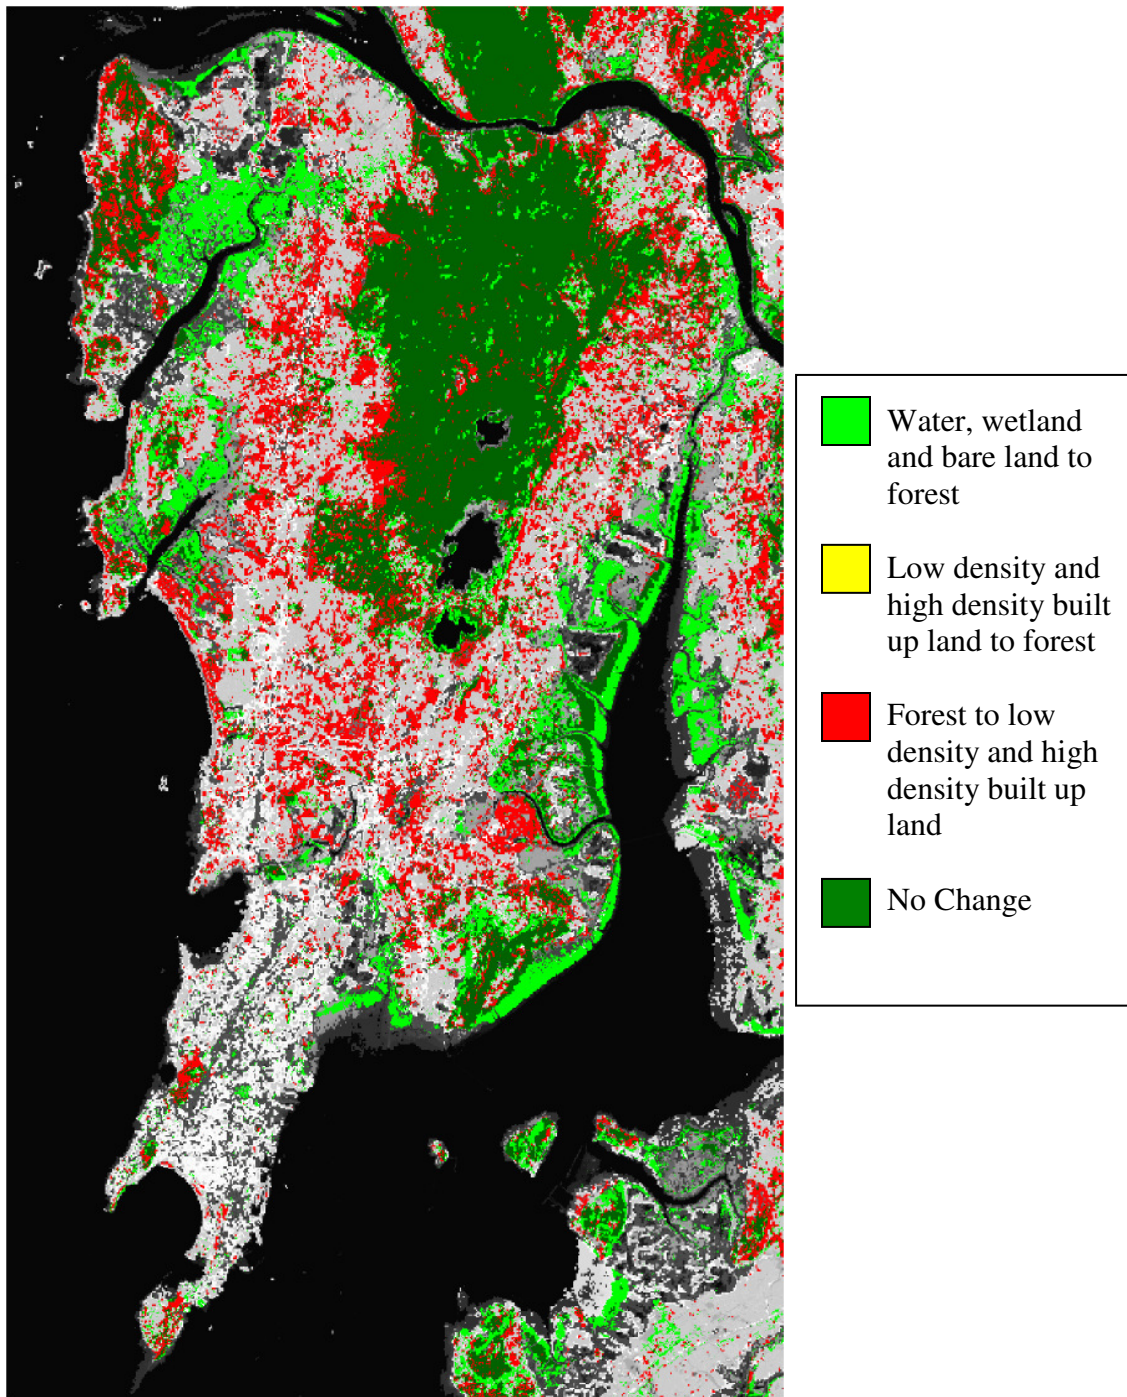 Water, wetland
and bare land to
forest
Low density and
high density built
up land to forest
Forest to low
density and high
density built up
land
No Change